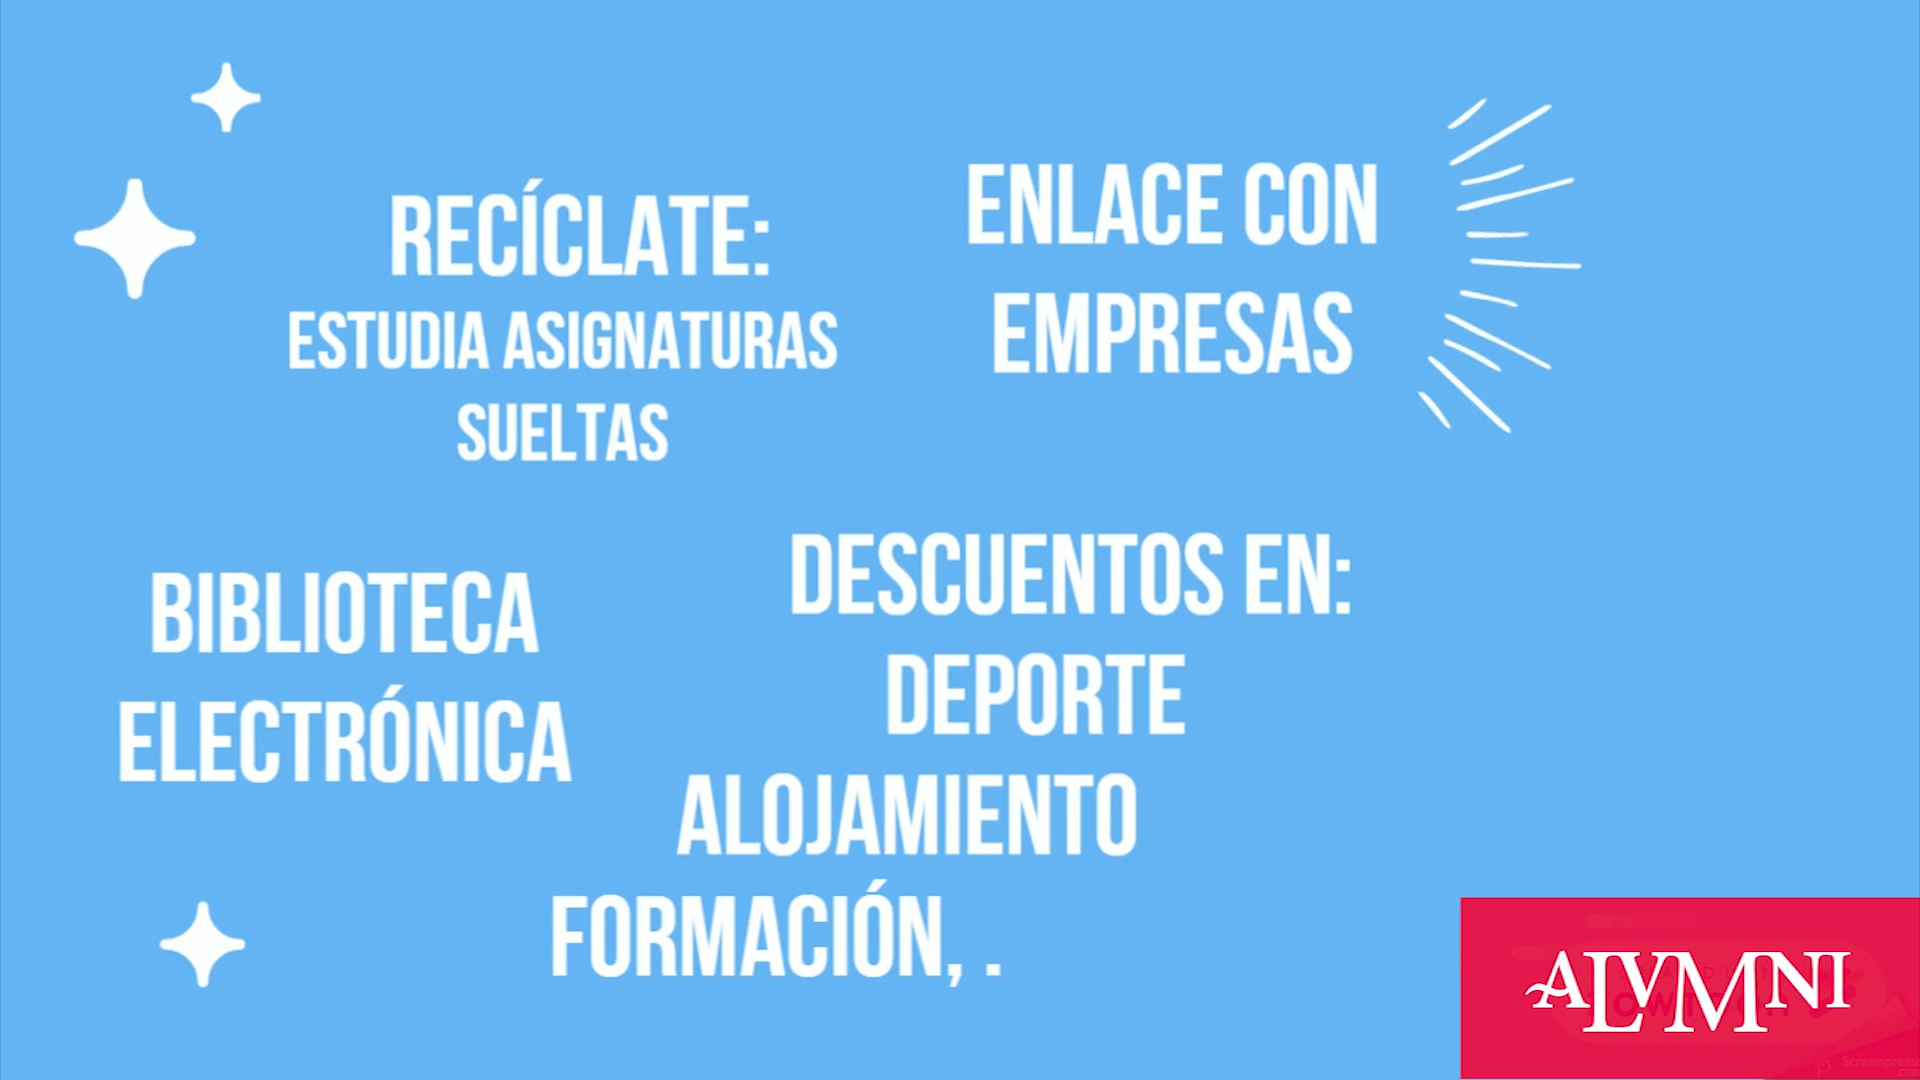 RECÍCLATE:
ESTUDIA ASIGNATURAS
SUELTAS
ENLACE CON
EMPRESAS
BIBLIOTECA
ELECTRÓNICA
DESCUENTOS EN:
DEPORTE
ALOJAMIENTO
FORMACIÓN, .
ALVMNI